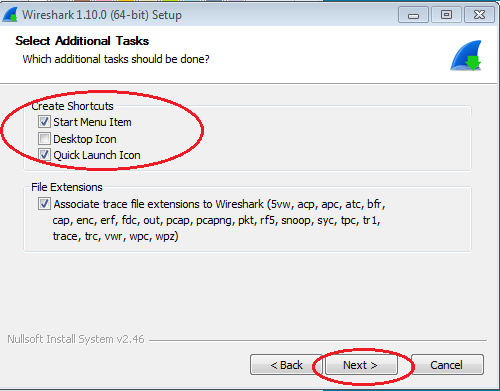 Wireshark 1.10.0 (64-bit) Setup
Select Additional Tasks
Which additional tasks should be done?
Create Shortcuts
Start Menu Item
Desktop Icon
Quick Launch Icon
File Extensions
Associate trace file extensions to Wireshark (5vw, acp, apc, atc, bfr,
cap, enc, erf, fdc, out, pcap, pcapng, pkt, rf5, snoop, syc, tpc, tr1,
trace, trc, vwr, wpc, wpz)
Nullsoft Install System v2.46
< Back Next > Cancel